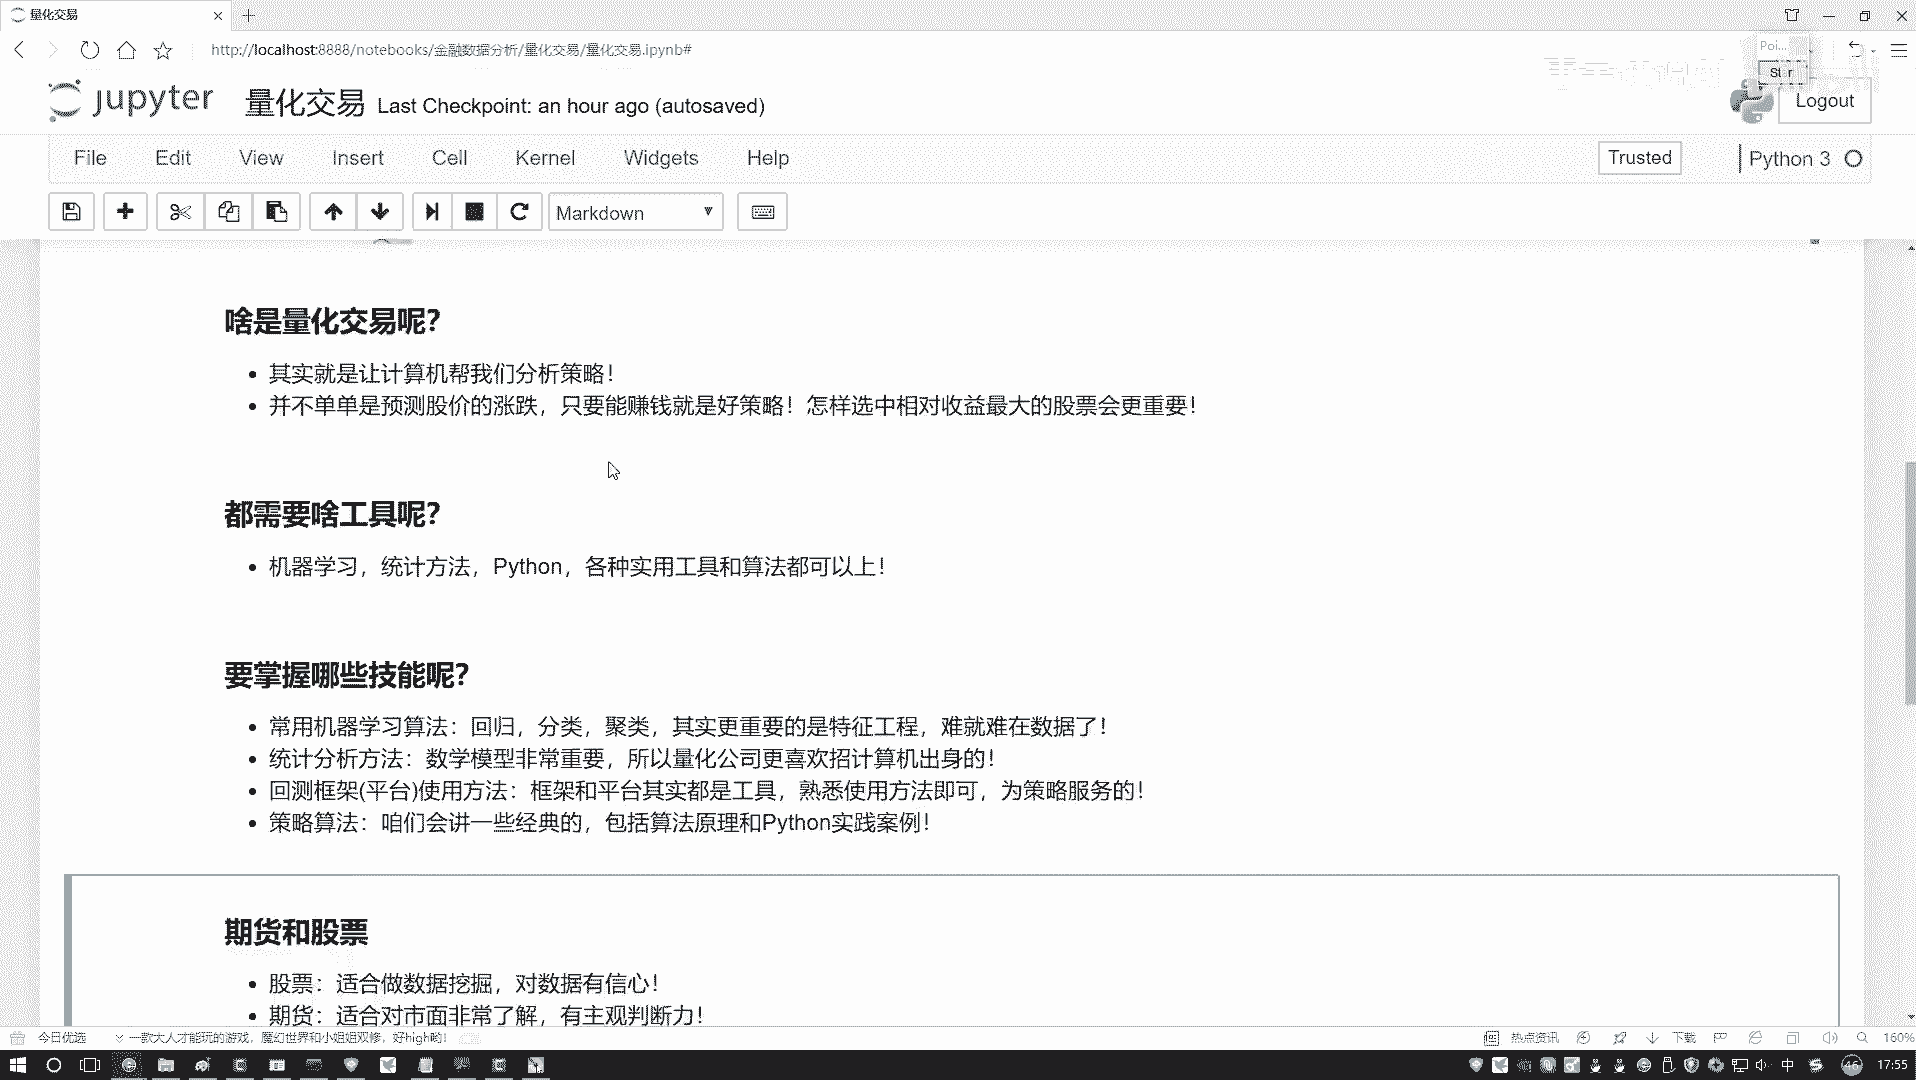 量化交易
http://localhost:8888/notebooks/金融数据分析/量化交易/量化交易.ipynb#
Poi...
Star
jupyter 量化交易 Last Checkpoint: an hour ago (autosaved)
Logout
File Edit View Insert Cell Kernel Widgets Help
Trusted
Python 3
Markdown
啥是量化交易呢?
其实就是让计算机帮我们分析策略!
并不单单是预测股价的涨跌，只要能赚钱就是好策略！怎样选中相对收益最大的股票会更重要!
都需要啥工具呢?
机器学习，统计方法，Python，各种实用工具和算法都可以上!
要掌握哪些技能呢?
常用机器学习算法：回归，分类，聚类，其实更重要的是特征工程，难就难在数据了!
统计分析方法：数学模型非常重要，所以量化公司更喜欢招计算机出身的!
回测框架(平台)使用方法：框架和平台其实都是工具，熟悉使用方法即可，为策略服务的!
策略算法：咱们会讲一些经典的，包括算法原理和Python实践案例!
期货和股票
股票：适合做数据挖掘，对数据有信心!
期货：适合对市面非常了解，有主观判断力!
今日优选
一款大人才能玩的游戏，魔幻世界和小姐姐双修，好high哟!
热点资讯
下载
160%
中
46
17:55